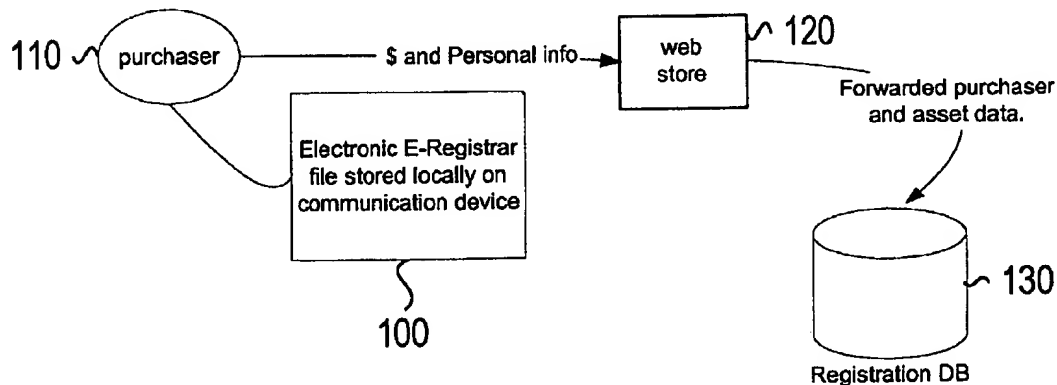 110
purchaser
$ and Personal info
web
store
120
Forwarded purchaser
and asset data.
Electronic E-Registrar
file stored locally on
communication device
100
130
Registration DB